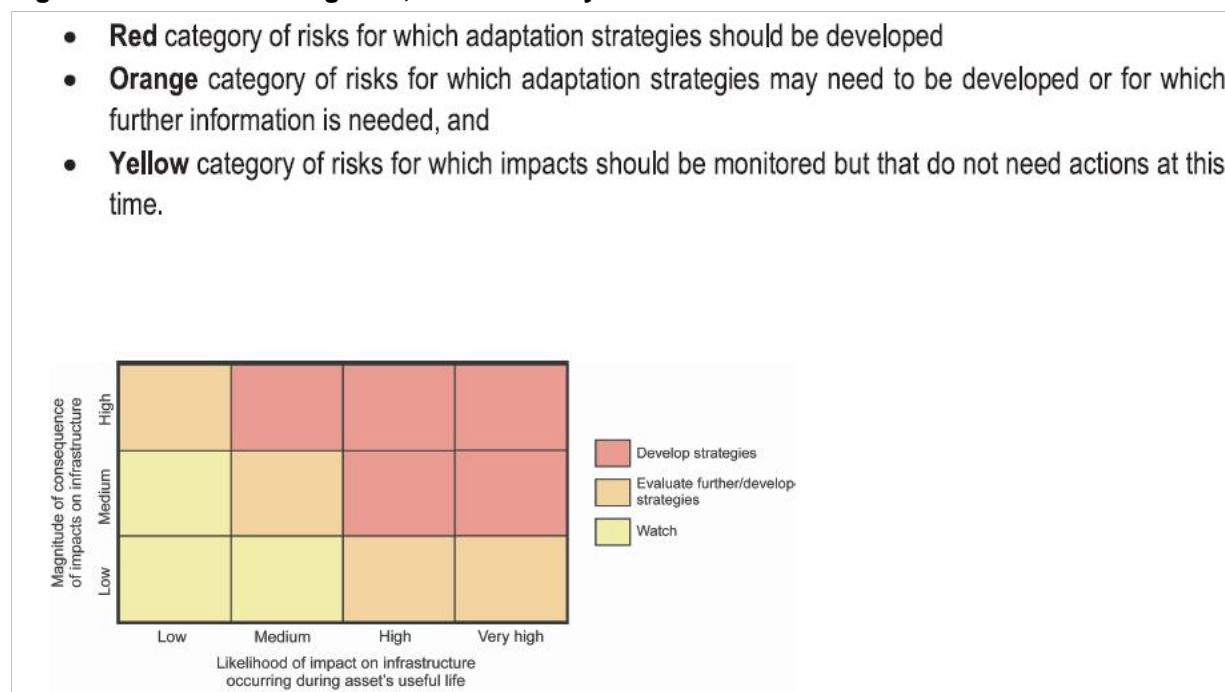 • Red category of risks for which adaptation strategies should be developed
• Orange category of risks for which adaptation strategies may need to be developed or for which
further information is needed, and
• Yellow category of risks for which impacts should be monitored but that do not need actions at this
time.
Magnitude of consequence
of impacts on infrastructure
High
Medium
Low
Low Medium High Very high
Likelihood of impact on infrastructure
occurring during asset's useful life
Develop strategies
Evaluate further/develop
strategies
Watch